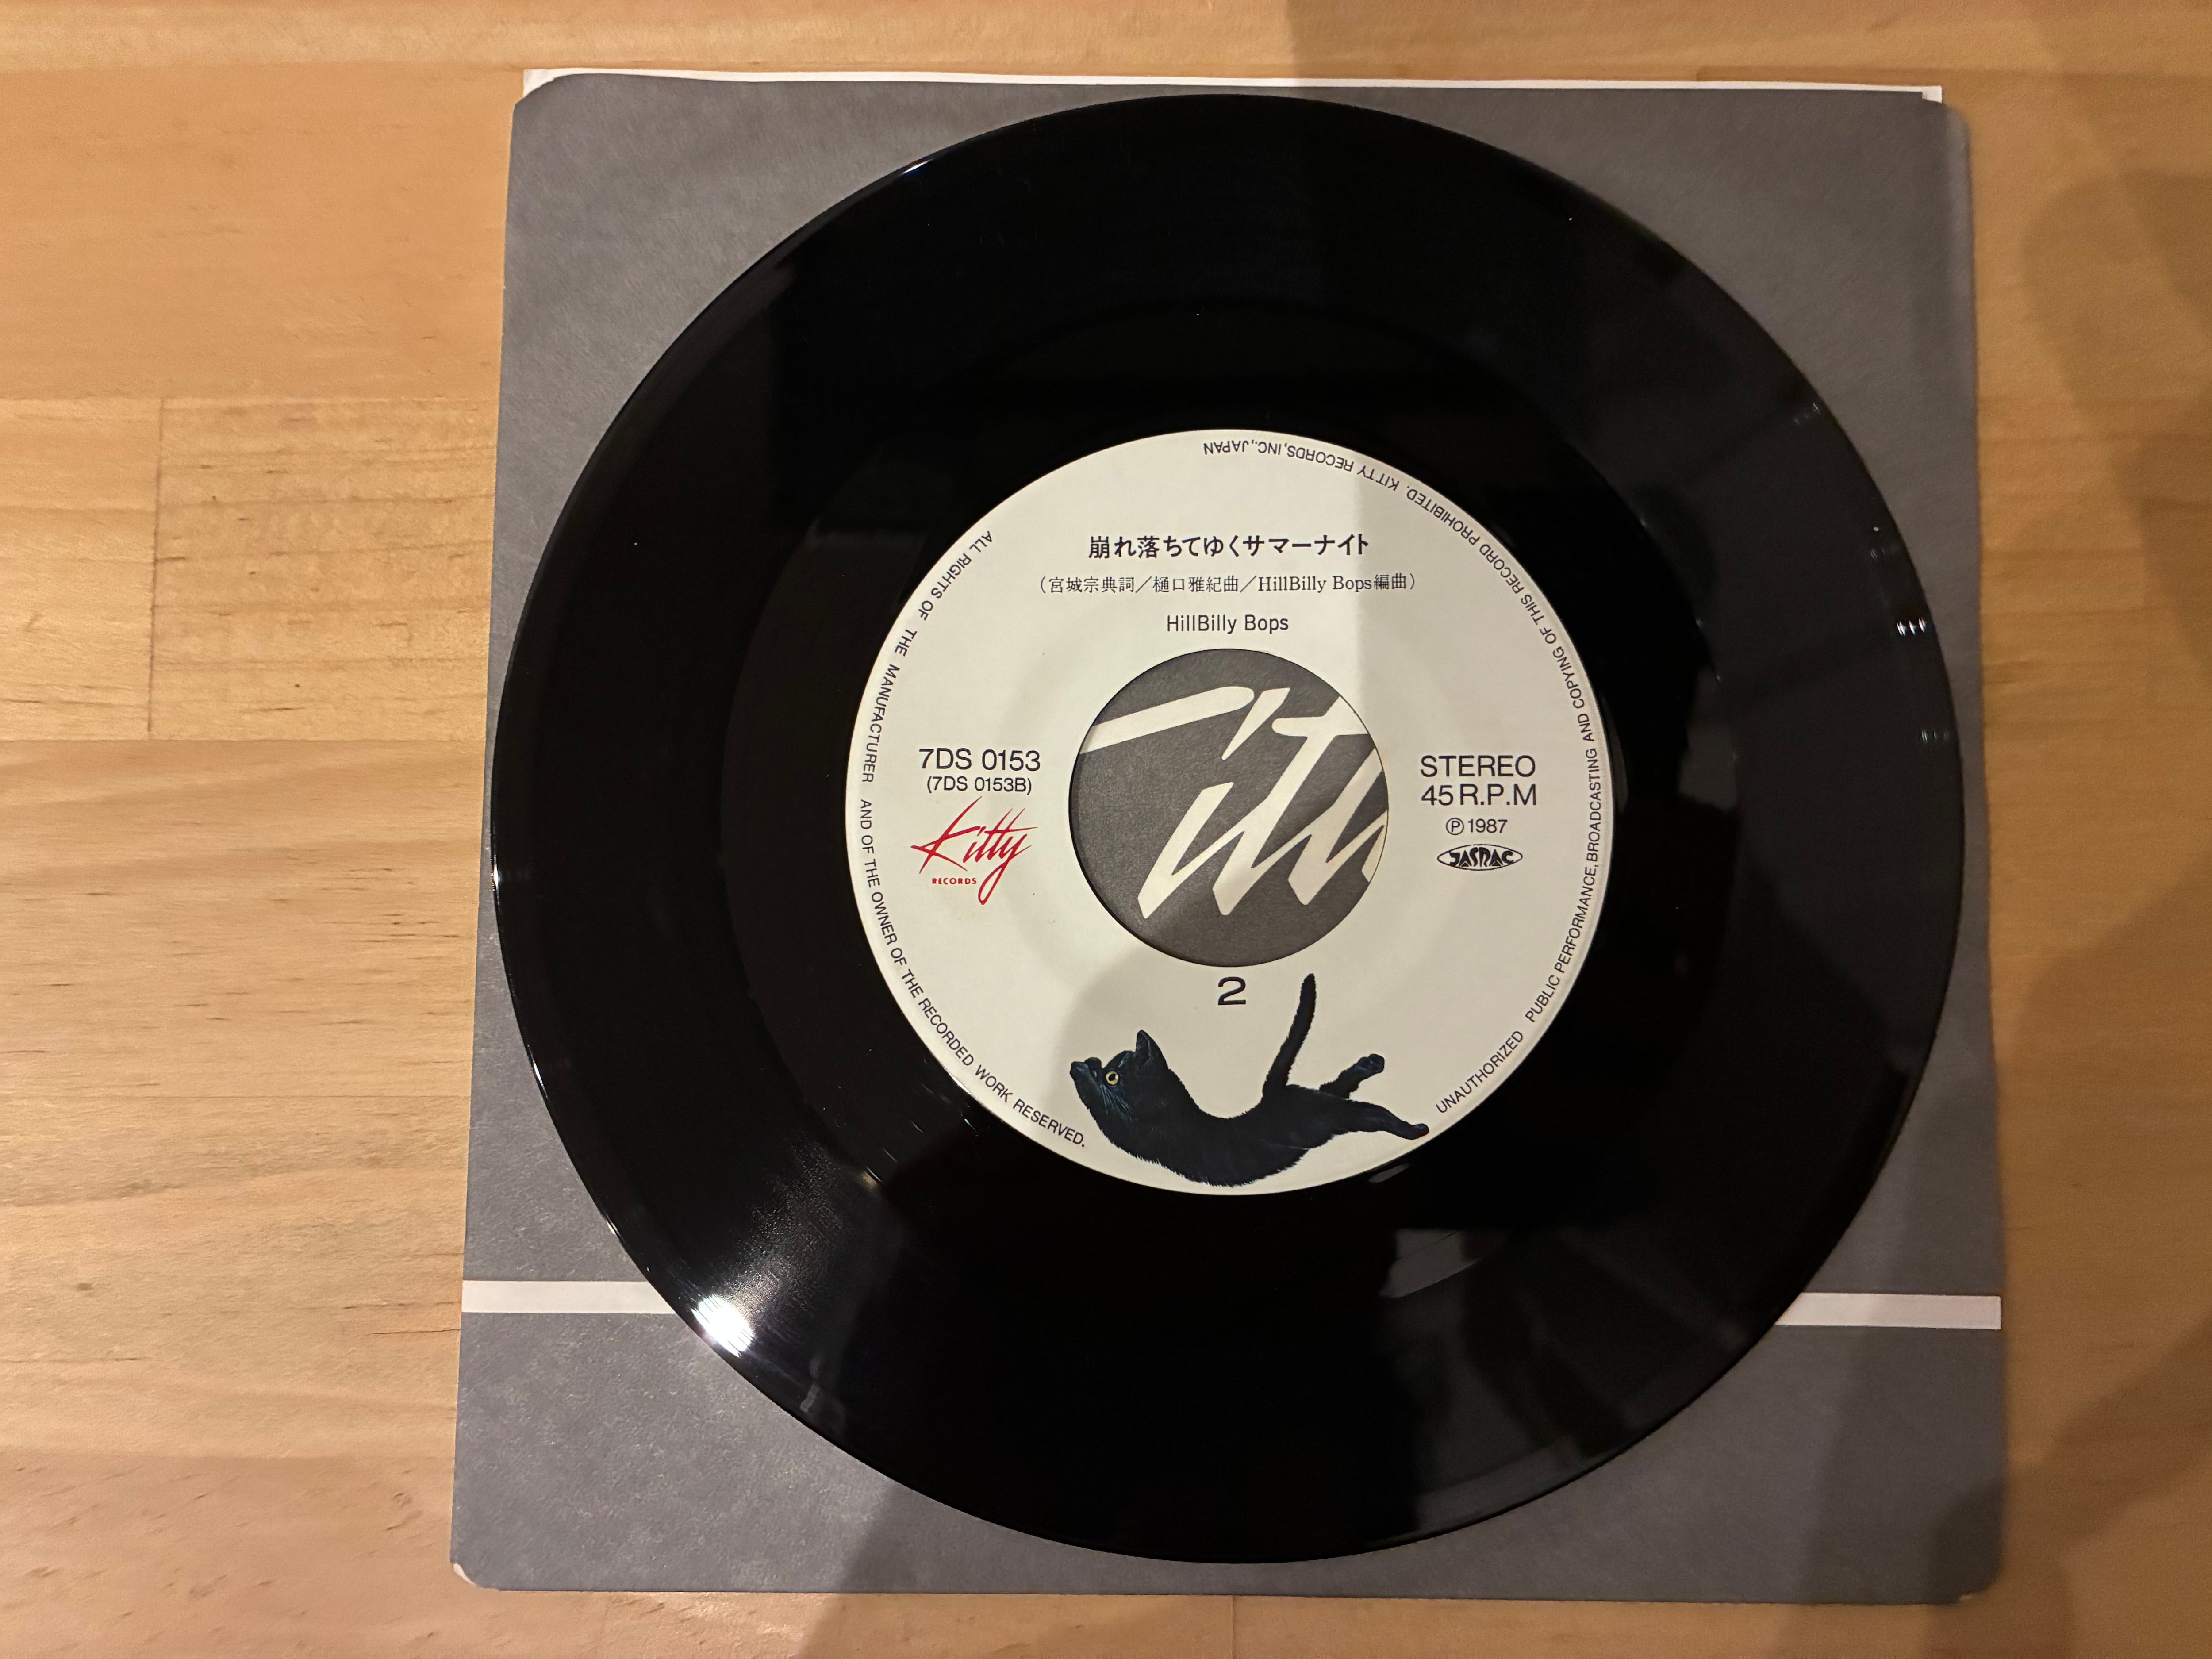 崩れ落ちてゆくサマーナイト
（宮城宗典詞／樋口雅紀曲／HillBilly Bops編曲）
HillBilly Bops
7DS 0153
(7DS 0153B)
Kitty
RECORDS
STEREO
45 R.P.M
Ⓟ1987
JASRAC
2
ALL RIGHTS OF THE MANUFACTURER AND OF THE OWNER OF THE RECORDED WORK RESERVED.
UNAUTHORIZED PUBLIC PERFORMANCE, BROADCASTING AND COPYING OF THIS RECORD PROHIBITED. KITTY RECORDS, INC., JAPAN